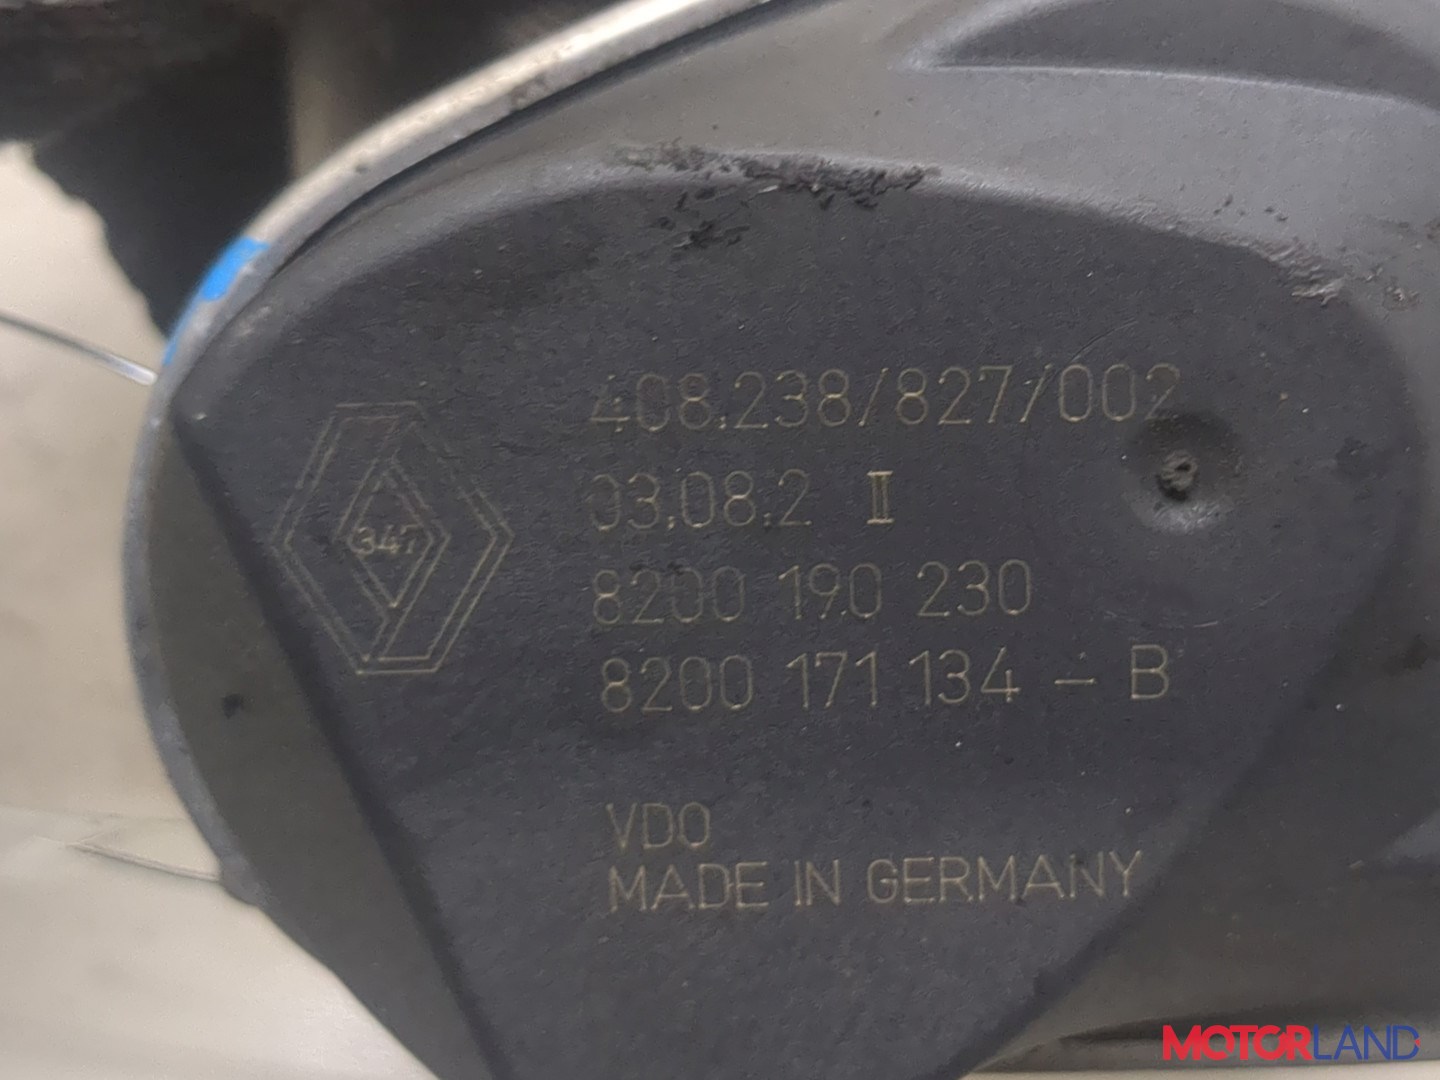 408.238/827/002
03.08.2 II
347
8200 190 230
8200 171 134 - B
VDO
MADE IN GERMANY
MOTORLAND